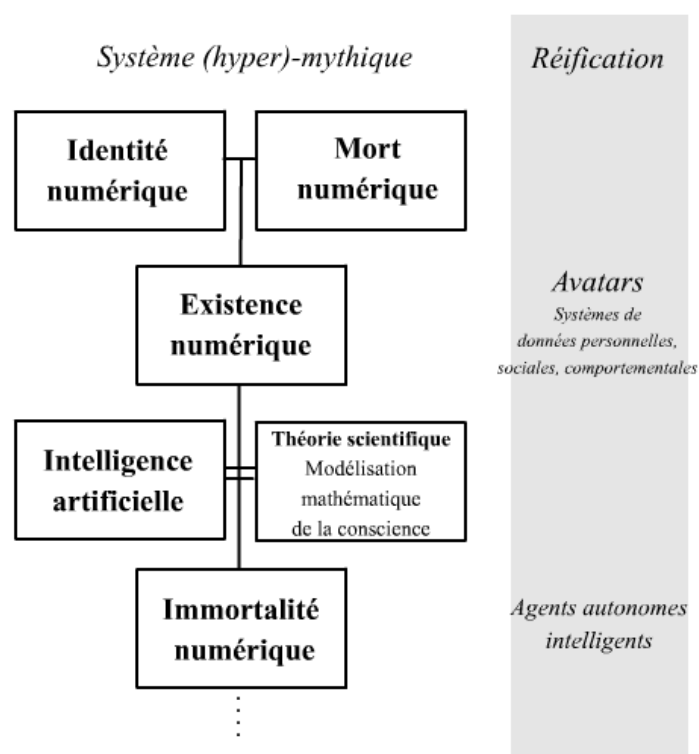 Système (hyper)-mythique
Réification
Identité
numérique
Mort
numérique
Existence
numérique
Avatars
Systèmes de
données personnelles,
sociales, comportementales
Intelligence
artificielle
Théorie scientifique
Modélisation
mathématique
de la conscience
Immortalité
numérique
Agents autonomes
intelligents